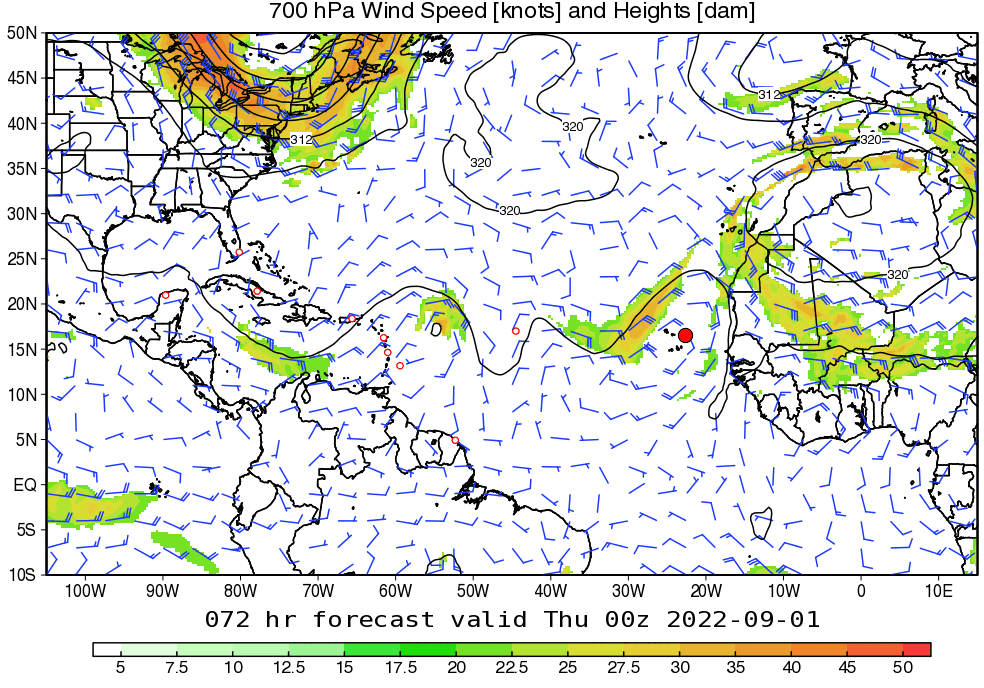 700 hPa Wind Speed [knots] and Heights [dam]
50N
45N
40N
35N
30N
25N
20N
15N
10N
5N
EQ
5S
10S
312
320
312
320
320
320
320
100W 90W 80W 70W 60W 50W 40W 30W 20W 10W 0 10E
072 hr forecast valid Thu 00z 2022-09-01
5 7.5 10 12.5 15 17.5 20 22.5 25 27.5 30 35 40 45 50